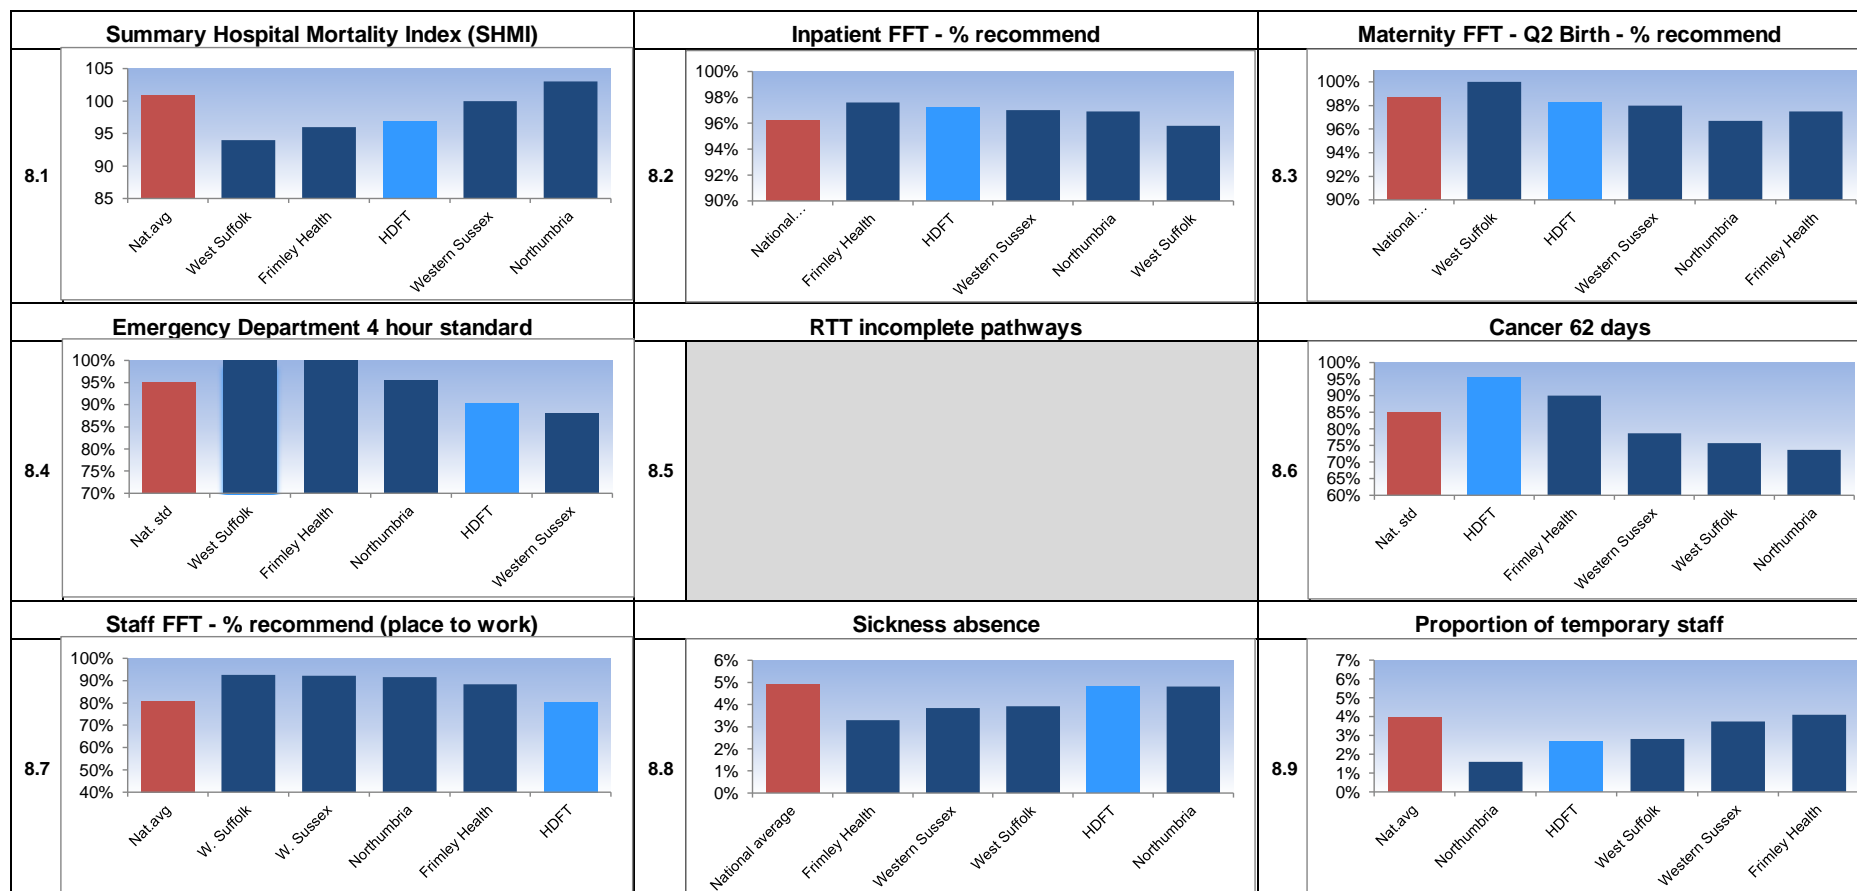 Summary Hospital Mortality Index (SHMI)
8.1
105
100
95
90
85
Nat.avg
West Suffolk
Frimley Health
HDFT
Western Sussex
Northumbria
Inpatient FFT - % recommend
8.2
100%
98%
96%
94%
92%
90%
National...
Frimley Health
HDFT
Western Sussex
Northumbria
West Suffolk
Maternity FFT - Q2 Birth - % recommend
8.3
100%
98%
96%
94%
92%
90%
National...
West Suffolk
HDFT
Western Sussex
Northumbria
Frimley Health
Emergency Department 4 hour standard
8.4
100%
95%
90%
85%
80%
75%
70%
Nat. std
West Suffolk
Frimley Health
Northumbria
HDFT
Western Sussex
RTT incomplete pathways
8.5
Cancer 62 days
8.6
100%
95%
90%
85%
80%
75%
70%
65%
60%
Nat. std
HDFT
Frimley Health
Western Sussex
West Suffolk
Northumbria
Staff FFT - % recommend (place to work)
8.7
100%
90%
80%
70%
60%
50%
40%
Nat.avg
W. Suffolk
W. Sussex
Northumbria
Frimley Health
HDFT
Sickness absence
8.8
6%
5%
4%
3%
2%
1%
0%
National average
Frimley Health
Western Sussex
West Suffolk
HDFT
Northumbria
Proportion of temporary staff
8.9
7%
6%
5%
4%
3%
2%
1%
0%
Nat.avg
Northumbria
HDFT
West Suffolk
Western Sussex
Frimley Health